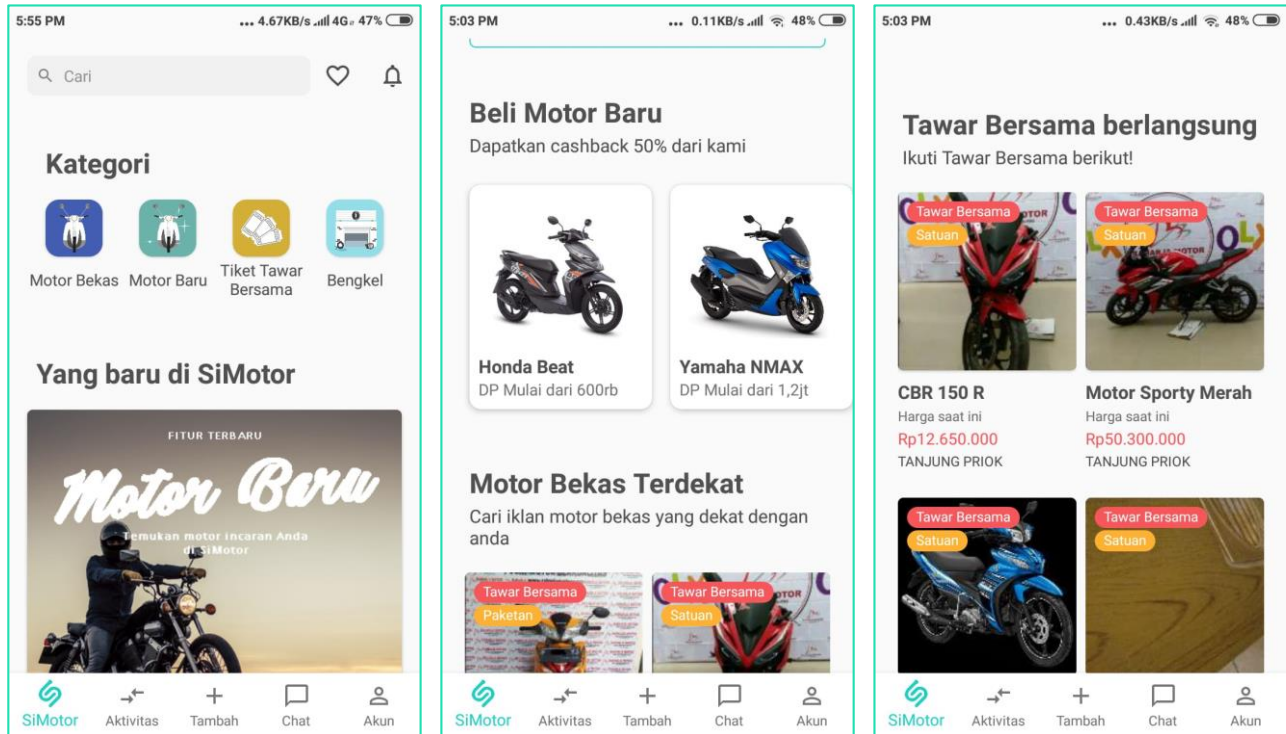 5:55 PM
... 4.67KB/s 4G 47%
Cari
Kategori
Motor Bekas
Motor Baru
Tiket Tawar
Bersama
Bengkel
Yang baru di SiMotor
FITUR TERBARU
Motor Baru
Temukan motor incaran Anda
di SiMotor
SiMotor
Aktivitas
Tambah
Chat
Akun
5:03 PM
... 0.11KB/s 48%
Beli Motor Baru
Dapatkan cashback 50% dari kami
Honda Beat
DP Mulai dari 600rb
Yamaha NMAX
DP Mulai dari 1,2jt
Motor Bekas Terdekat
Cari iklan motor bekas yang dekat dengan
anda
Tawar Bersama
Paketan
Tawar Bersama
Satuan
SiMotor
Aktivitas
Tambah
Chat
Akun
5:03 PM
... 0.43KB/s 48%
Tawar Bersama berlangsung
Ikuti Tawar Bersama berikut!
Tawar Bersama
Satuan
CBR 150 R
Harga saat ini
Rp12.650.000
TANJUNG PRIOK
Tawar Bersama
Satuan
OLX
Motor Sporty Merah
Harga saat ini
Rp50.300.000
TANJUNG PRIOK
Tawar Bersama
Satuan
Tawar Bersama
Satuan
SiMotor
Aktivitas
Tambah
Chat
Akun